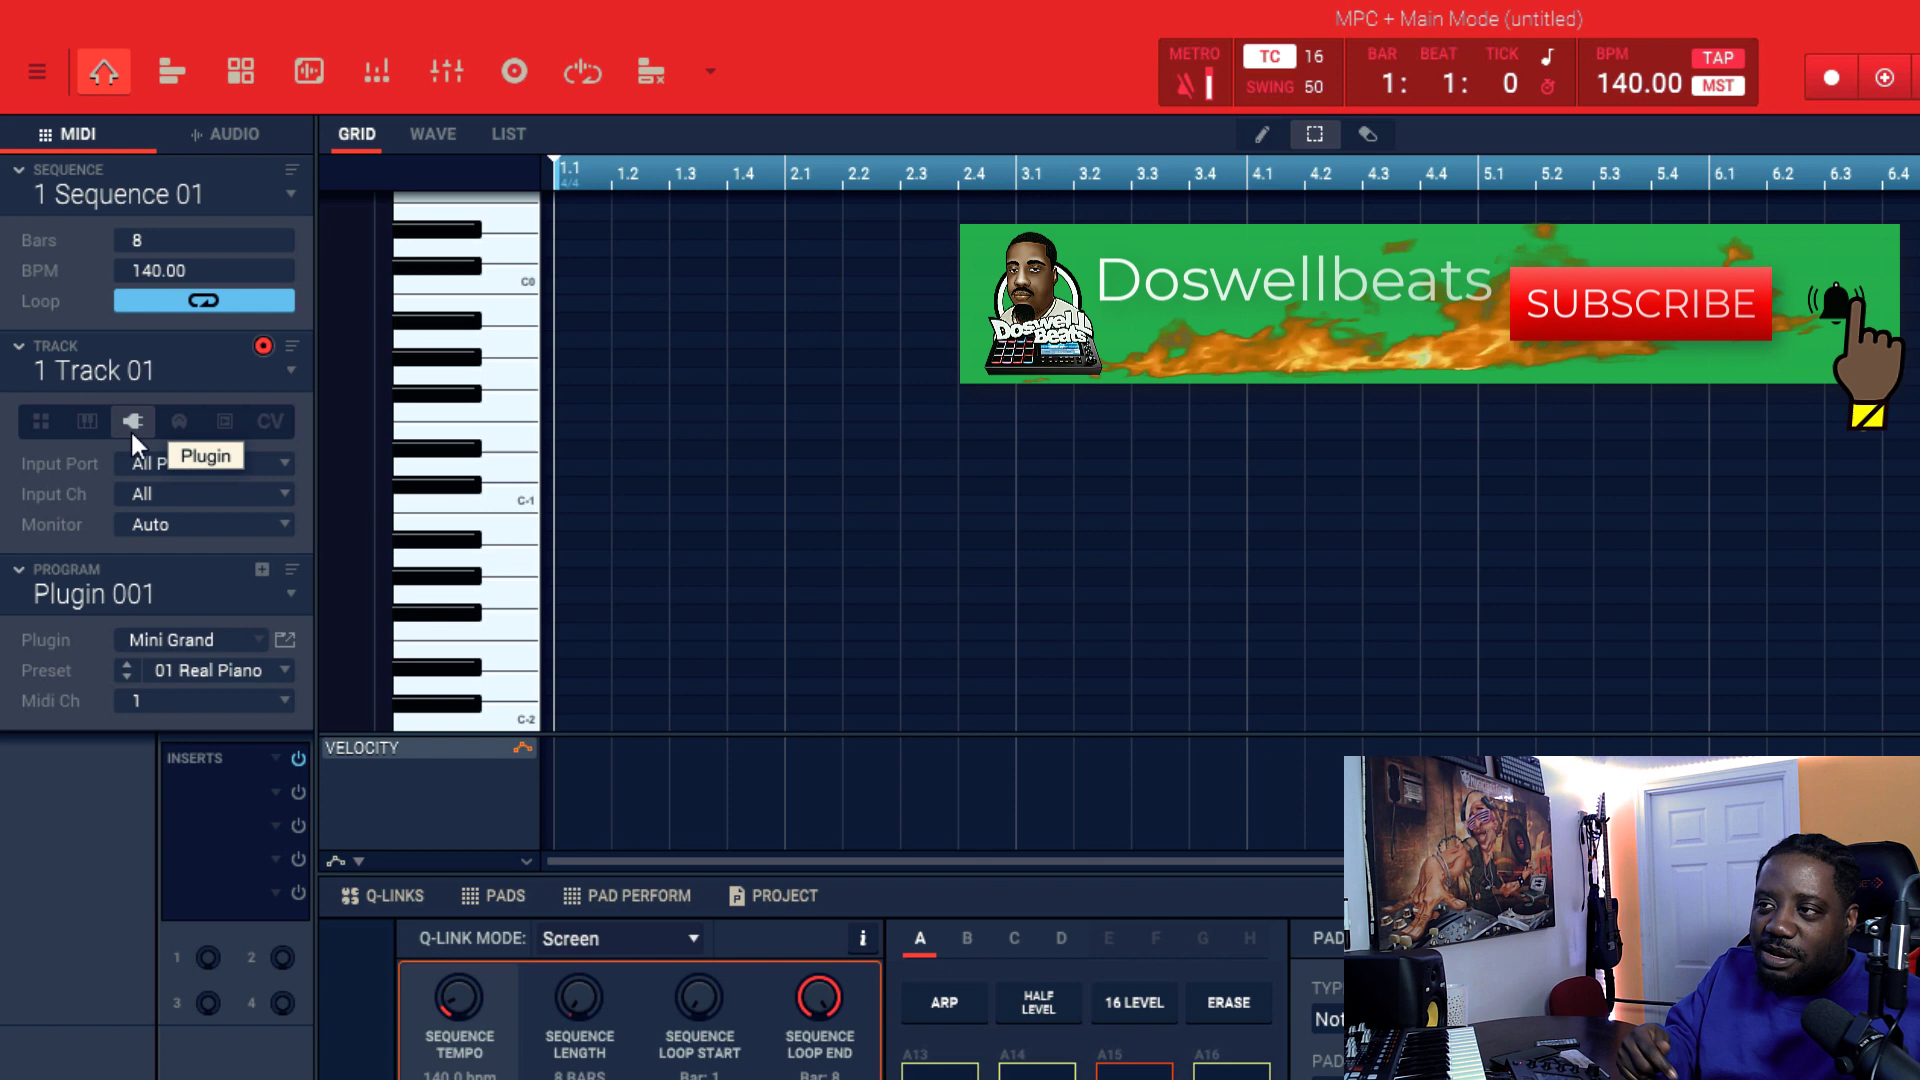 MPC + Main Mode (untitled)
METRO
TC 16
SWING 50
BAR BEAT TICK
1: 1: 0
BPM
140.00
TAP
MST
MIDI
AUDIO
GRID
WAVE
LIST
SEQUENCE
1 Sequence 01
Bars 8
BPM 140.00
Loop
TRACK
1 Track 01
CV
Plugin
Input Port All P
Input Ch All
Monitor Auto
PROGRAM
Plugin 001
Plugin Mini Grand
Preset 01 Real Piano
Midi Ch 1
INSERTS
1 2
3 4
1.1 1.2 1.3 1.4 2.1 2.2 2.3 2.4 3.1 3.2 3.3 3.4 4.1 4.2 4.3 4.4 5.1 5.2 5.3 5.4 6.1 6.2 6.3 6.4
4/4
C0
C-1
C-2
Doswellbeats
SUBSCRIBE
Doswell
Beats
VELOCITY
Q-LINKS
PADS
PAD PERFORM
PROJECT
Q-LINK MODE: Screen
i
A B C D E F G H
ARP
HALF
LEVEL
16 LEVEL
ERASE
SEQUENCE
TEMPO
140.0 bpm
SEQUENCE
LENGTH
8 BARS
SEQUENCE
LOOP START
Bar: 1
SEQUENCE
LOOP END
Bar: 8
A13 A14 A15 A16